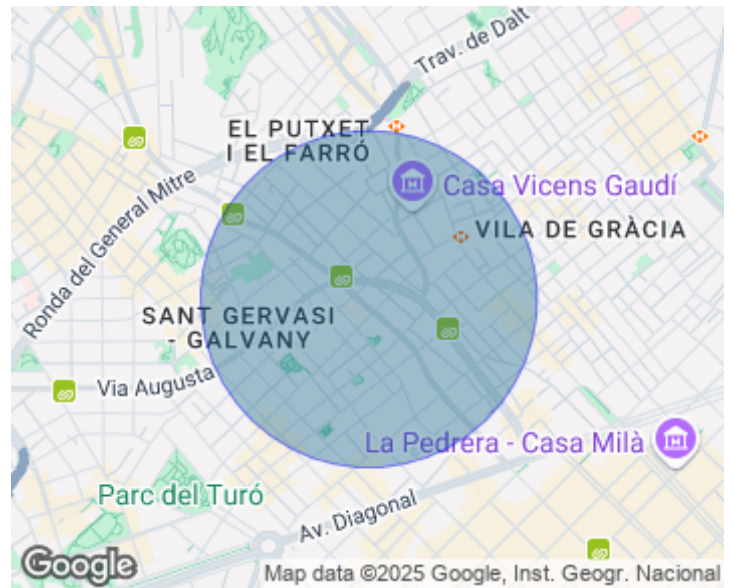 Trav. de Dalt
EL PUTXET
I EL FARRÓ
Casa Vicens Gaudí
Ronda del General Mitre
VILA DE GRÀCIA
SANT GERVASI
- GALVANY
Via Augusta
La Pedrera - Casa Milà
Parc del Turó
Av. Diagonal
Google
Map data ©2025 Google, Inst. Geogr. Nacional